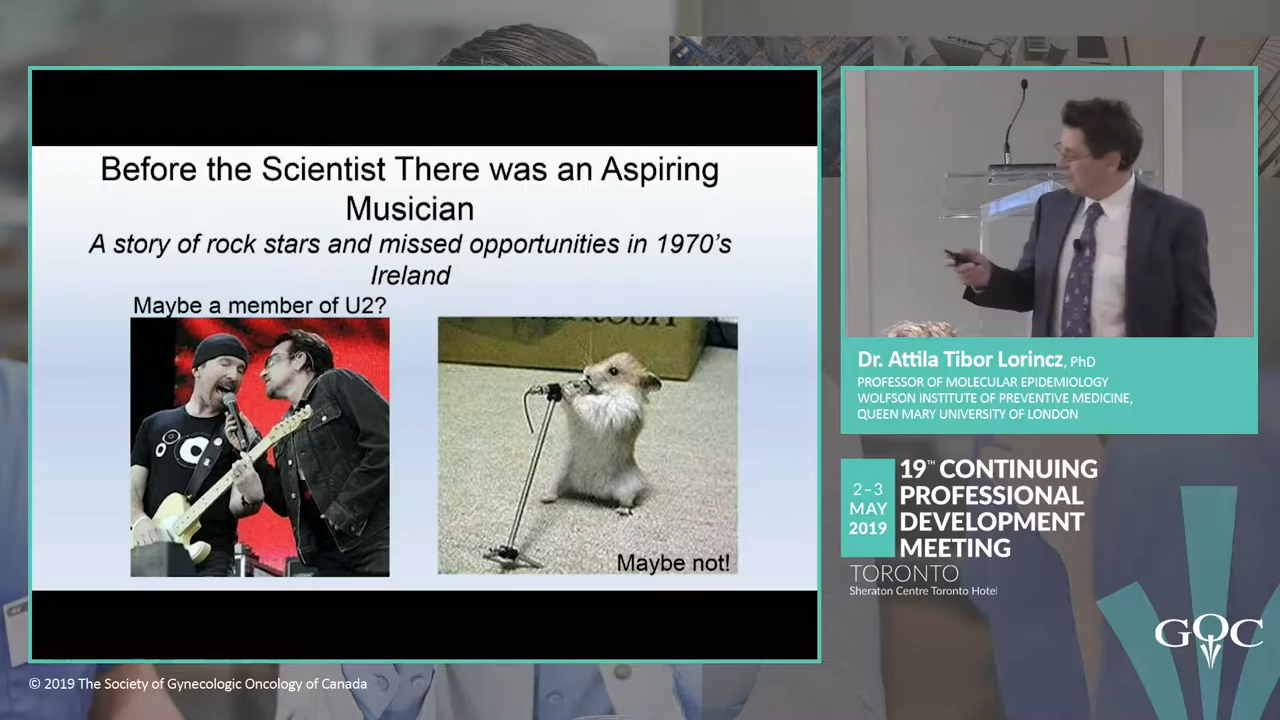 Before the Scientist There was an Aspiring
Musician
A story of rock stars and missed opportunities in 1970's
Ireland
Maybe a member of U2?
Maybe not!
Dr. Attila Tibor Lorincz, PhD
PROFESSOR OF MOLECULAR EPIDEMIOLOGY
WOLFSON INSTITUTE OF PREVENTIVE MEDICINE,
QUEEN MARY UNIVERSITY OF LONDON
2–3
MAY
2019
19™ CONTINUING
PROFESSIONAL
DEVELOPMENT
MEETING
TORONTO
Sheraton Centre Toronto Hotel
GOC
© 2019 The Society of Gynecologic Oncology of Canada